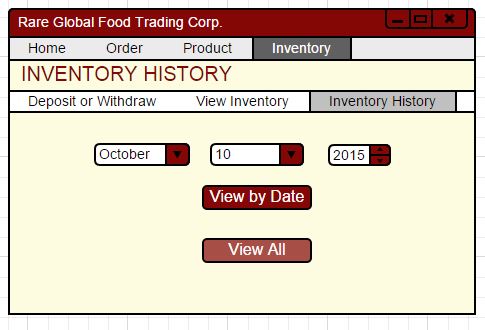 Rare Global Food Trading Corp.
Home Order Product Inventory
INVENTORY HISTORY
Deposit or Withdraw View Inventory Inventory History
October 10 2015
View by Date
View All